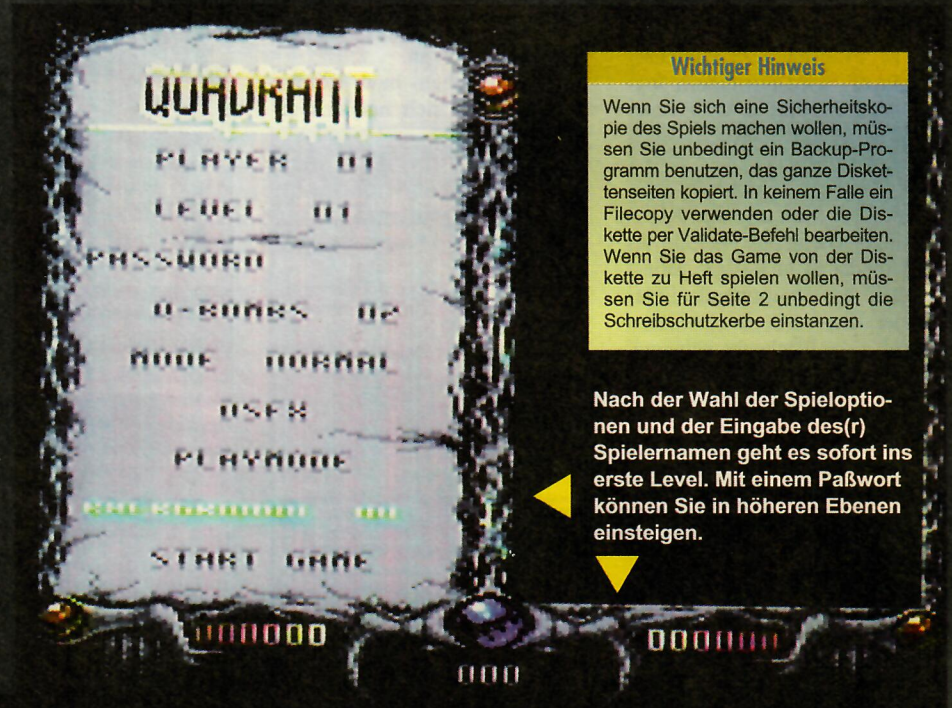 QUADRANT
PLAYER 01
LEVEL 01
PASSWORD
Q-BOMBS 02
MODE NORMAL
OSFX
PLAYMODE
START GAME
000000
000
000000
Wichtiger Hinweis
Wenn Sie sich eine Sicherheitsko-
pie des Spiels machen wollen, müs-
sen Sie unbedingt ein Backup-Pro-
gramm benutzen, das ganze Disket-
tenseiten kopiert. In keinem Falle ein
Filecopy verwenden oder die Dis-
kette per Validate-Befehl bearbeiten.
Wenn Sie das Game von der Dis-
kette zu Heft spielen wollen, müs-
sen Sie für Seite 2 unbedingt die
Schreibschutzkerbe einstanzen.
Nach der Wahl der Spieloptio-
nen und der Eingabe des(r)
Spielernamen geht es sofort ins
erste Level. Mit einem Paßwort
können Sie in höheren Ebenen
einsteigen.